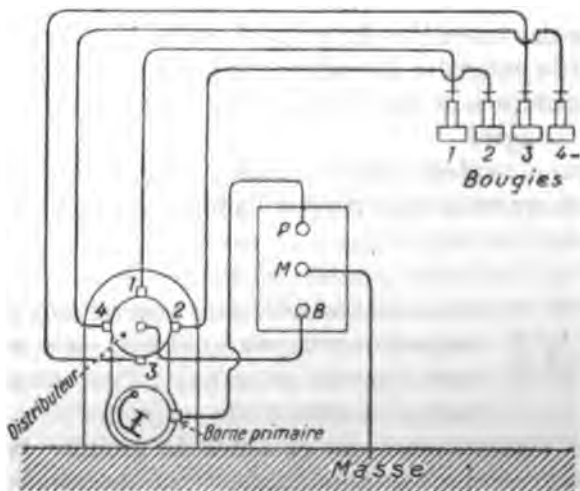 1 2 3 4
Bougies
P
M
B
1
4 2
3
Distributeur
Borne primaire
Masse